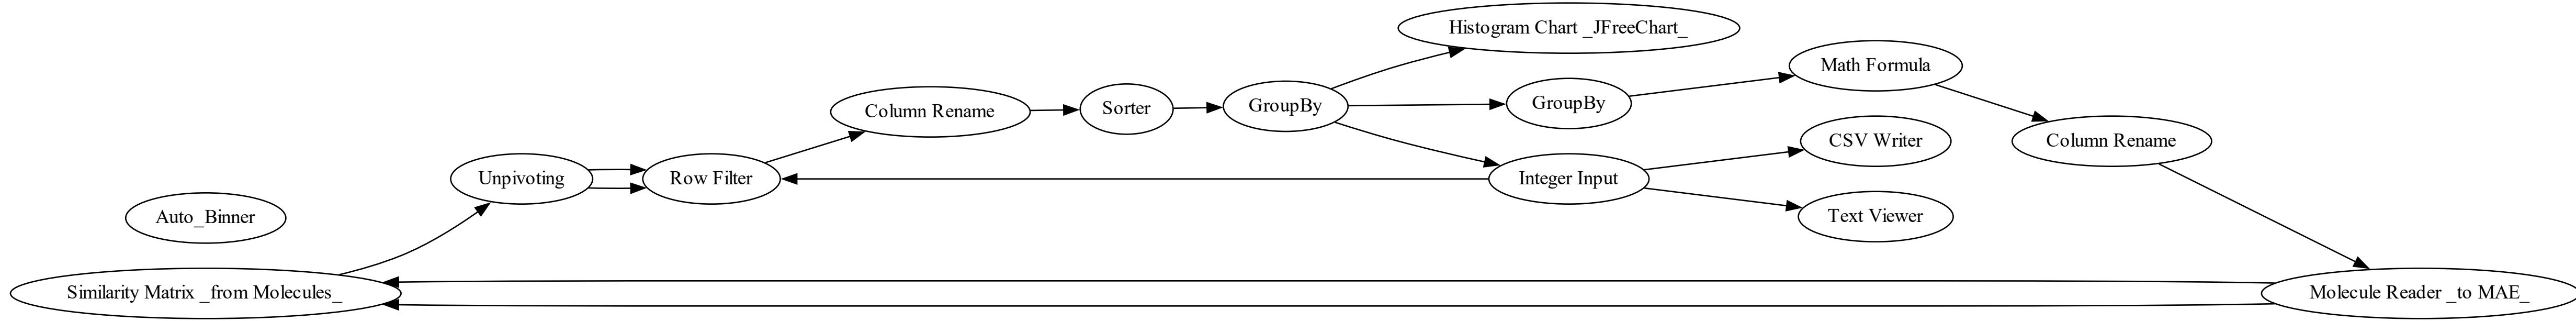 Histogram Chart _JFreeChart_
Math Formula
Column Rename
Sorter
GroupBy
GroupBy
CSV Writer
Column Rename
Unpivoting
Row Filter
Integer Input
Auto_Binner
Text Viewer
Similarity Matrix _from Molecules_
Molecule Reader _to MAE_